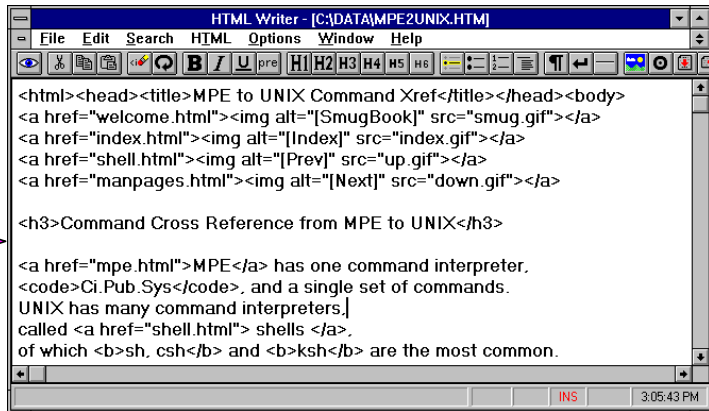 HTML Writer - [C:\DATA\MPE2UNIX.HTM]
File Edit Search HTML Options Window Help
B I U pre H1 H2 H3 H4 H5 H6
<html><head><title>MPE to UNIX Command Xref</title></head><body>
<a href="welcome.html"><img alt="[SmugBook]" src="smug.gif"></a>
<a href="index.html"><img alt="[Index]" src="index.gif"></a>
<a href="shell.html"><img alt="[Prev]" src="up.gif"></a>
<a href="manpages.html"><img alt="[Next]" src="down.gif"></a>
<h3>Command Cross Reference from MPE to UNIX</h3>
<a href="mpe.html">MPE</a> has one command interpreter,
<code>Ci.Pub.Sys</code>, and a single set of commands.
UNIX has many command interpreters,
called <a href="shell.html"> shells </a>,
of which <b>sh, csh</b> and <b>ksh</b> are the most common.
INS 3:05:43 PM